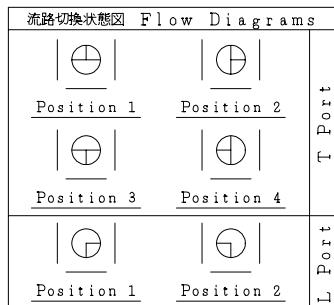 流路切換状態図 Flow Diagrams
Position 1
Position 2
Position 3
Position 4
T Port
Position 1
Position 2
L Port